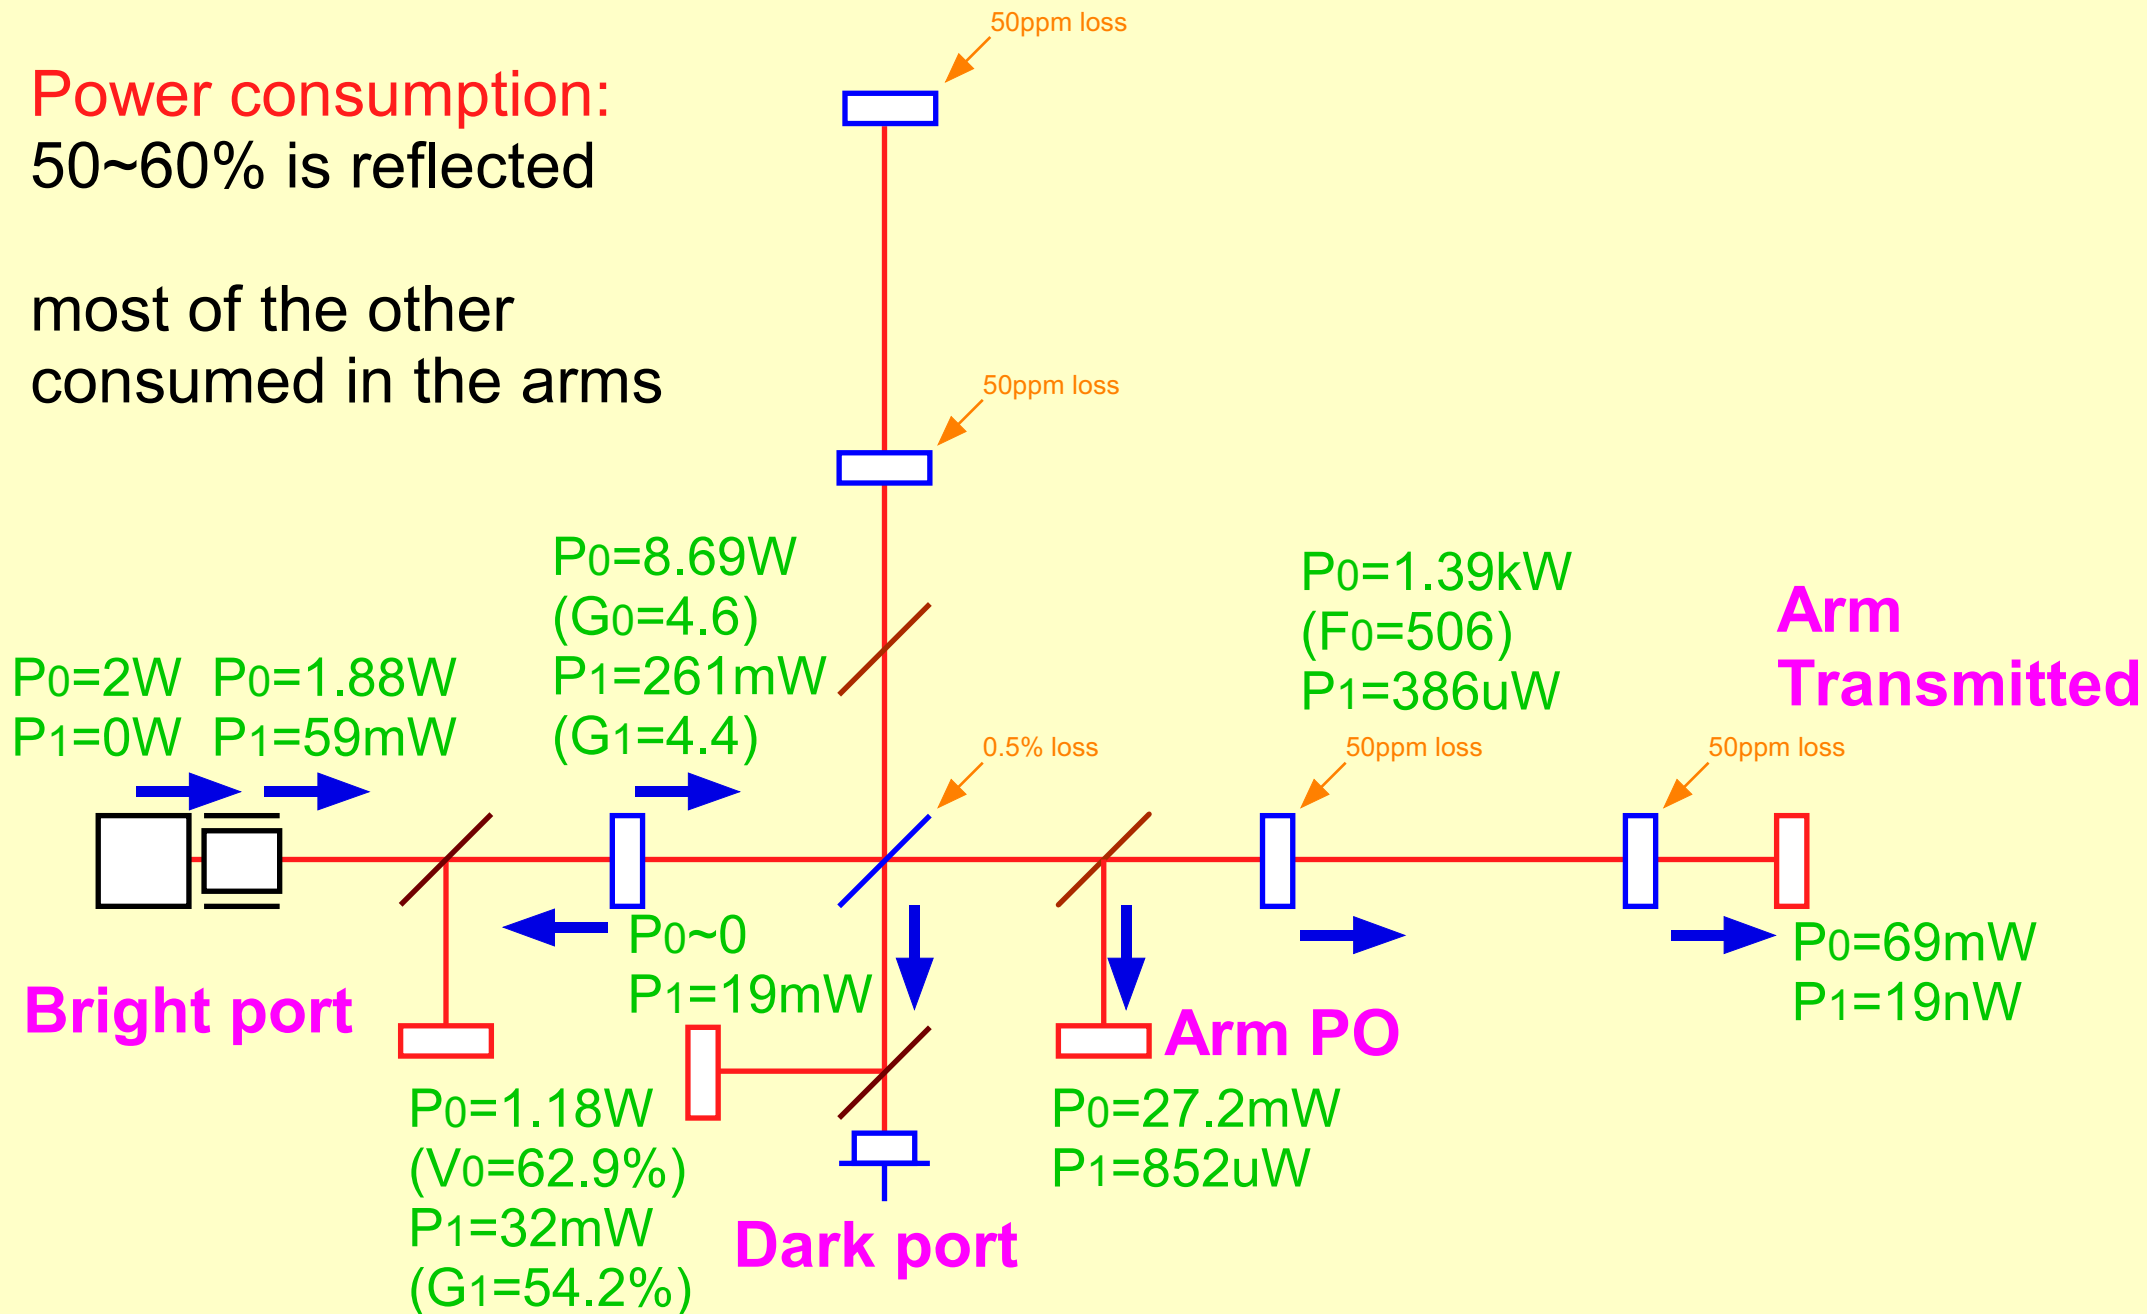 50ppm loss
Power consumption:
50~60% is reflected
most of the other
consumed in the arms
50ppm loss
P0=8.69W
(G0=4.6)
P1=261mW
(G1=4.4)
P0=1.39kW
(F0=506)
P1=386uW
Arm
Transmitted
P0=2W
P1=0W
P0=1.88W
P1=59mW
0.5% loss
50ppm loss
50ppm loss
P0~0
P1=19mW
P0=69mW
P1=19nW
Bright port
Arm PO
P0=1.18W
(V0=62.9%)
P1=32mW
(G1=54.2%)
P0=27.2mW
P1=852uW
Dark port